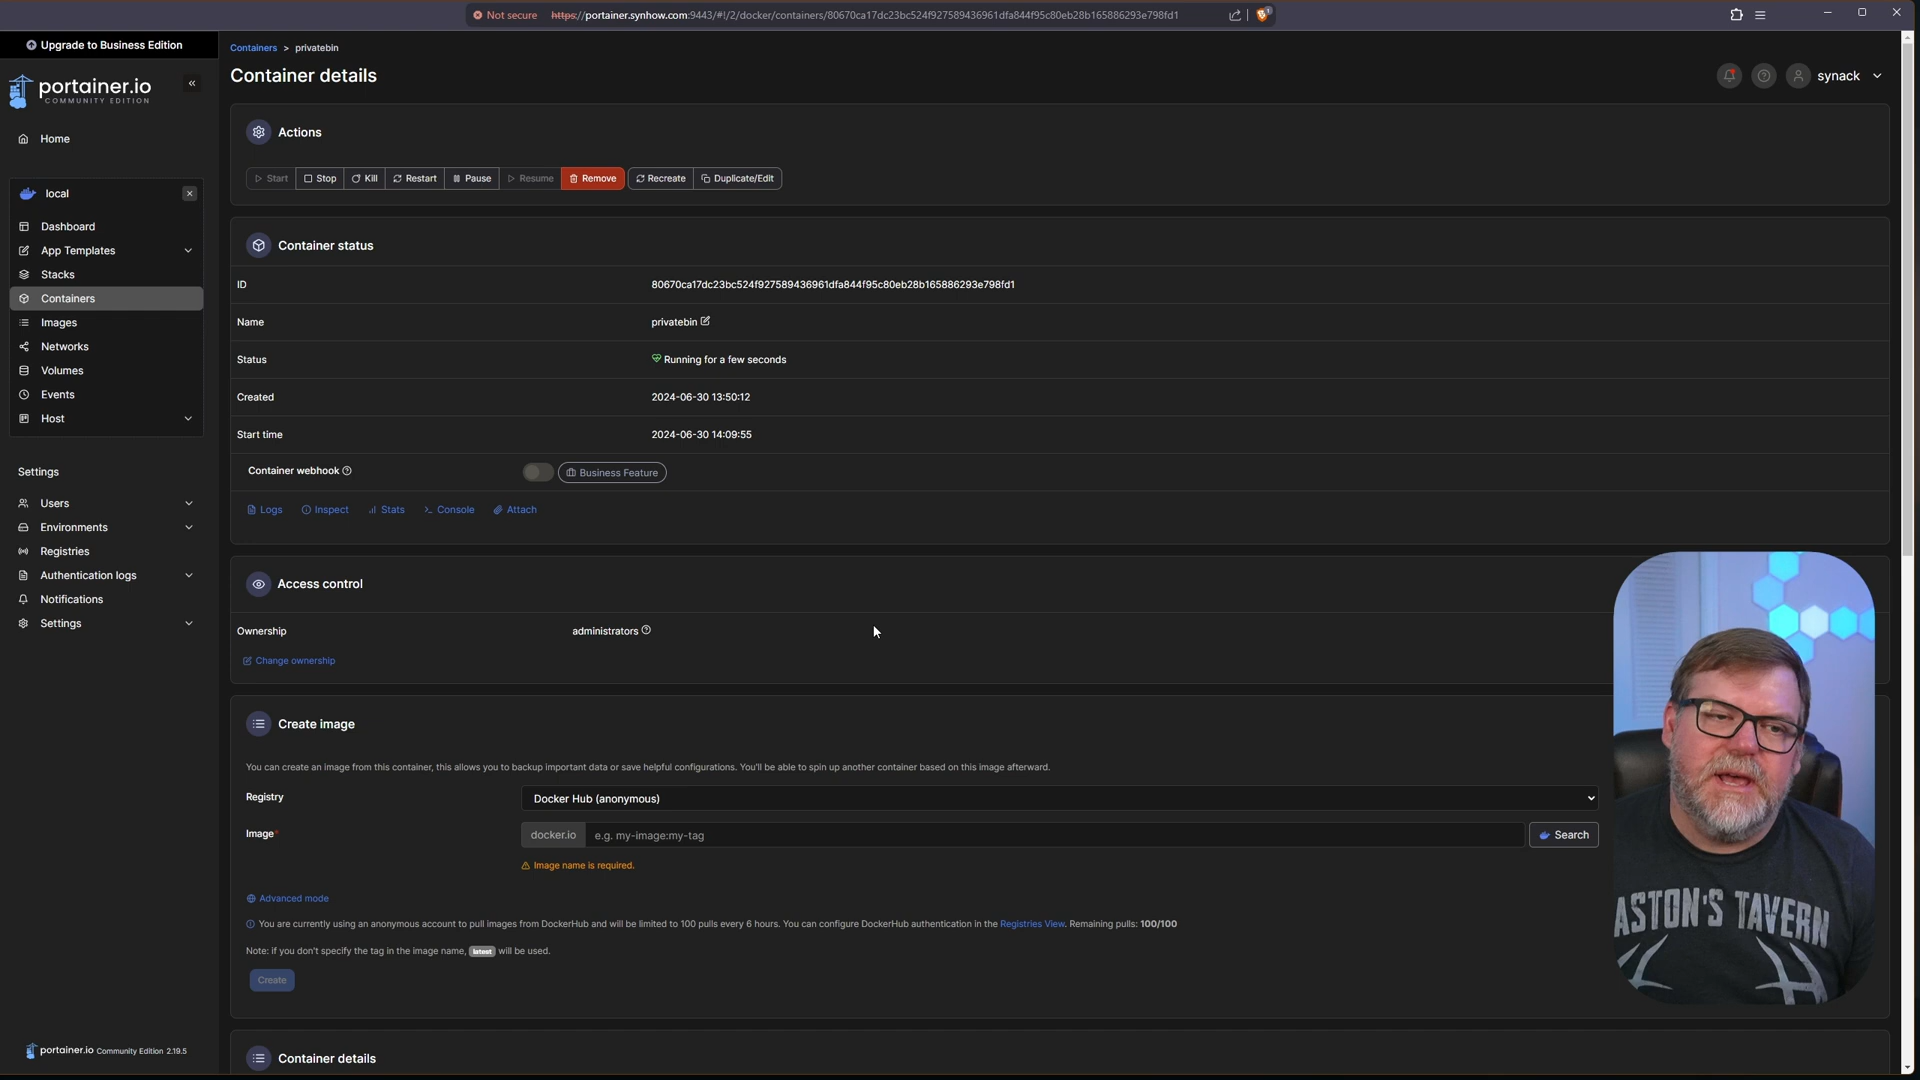 Not secure https://portainer.synhow.com:9443/#!/2/docker/containers/80670ca17dc23bc524f927589436961dfa844f95c80eb28b165886293e798fd1
Upgrade to Business Edition
portainer.io
COMMUNITY EDITION
Home
local
Dashboard
App Templates
Stacks
Containers
Images
Networks
Volumes
Events
Host
Settings
Users
Environments
Registries
Authentication logs
Notifications
Settings
portainer.io Community Edition 2.19.5
Containers > privatebin
Container details
synack
Actions
Start Stop Kill Restart Pause Resume Remove Recreate Duplicate/Edit
Container status
ID 80670ca17dc23bc524f927589436961dfa844f95c80eb28b165886293e798fd1
Name privatebin
Status Running for a few seconds
Created 2024-06-30 13:50:12
Start time 2024-06-30 14:09:55
Container webhook Business Feature
Logs Inspect Stats Console Attach
Access control
Ownership administrators
Change ownership
Create image
You can create an image from this container, this allows you to backup important data or save helpful configurations. You'll be able to spin up another container based on this image afterward.
Registry Docker Hub (anonymous)
Image* docker.io e.g. my-image:my-tag Search
Image name is required.
Advanced mode
You are currently using an anonymous account to pull images from DockerHub and will be limited to 100 pulls every 6 hours. You can configure DockerHub authentication in the Registries View. Remaining pulls: 100/100
Note: if you don't specify the tag in the image name, latest will be used.
Create
Container details
ASTON'S TAVERN